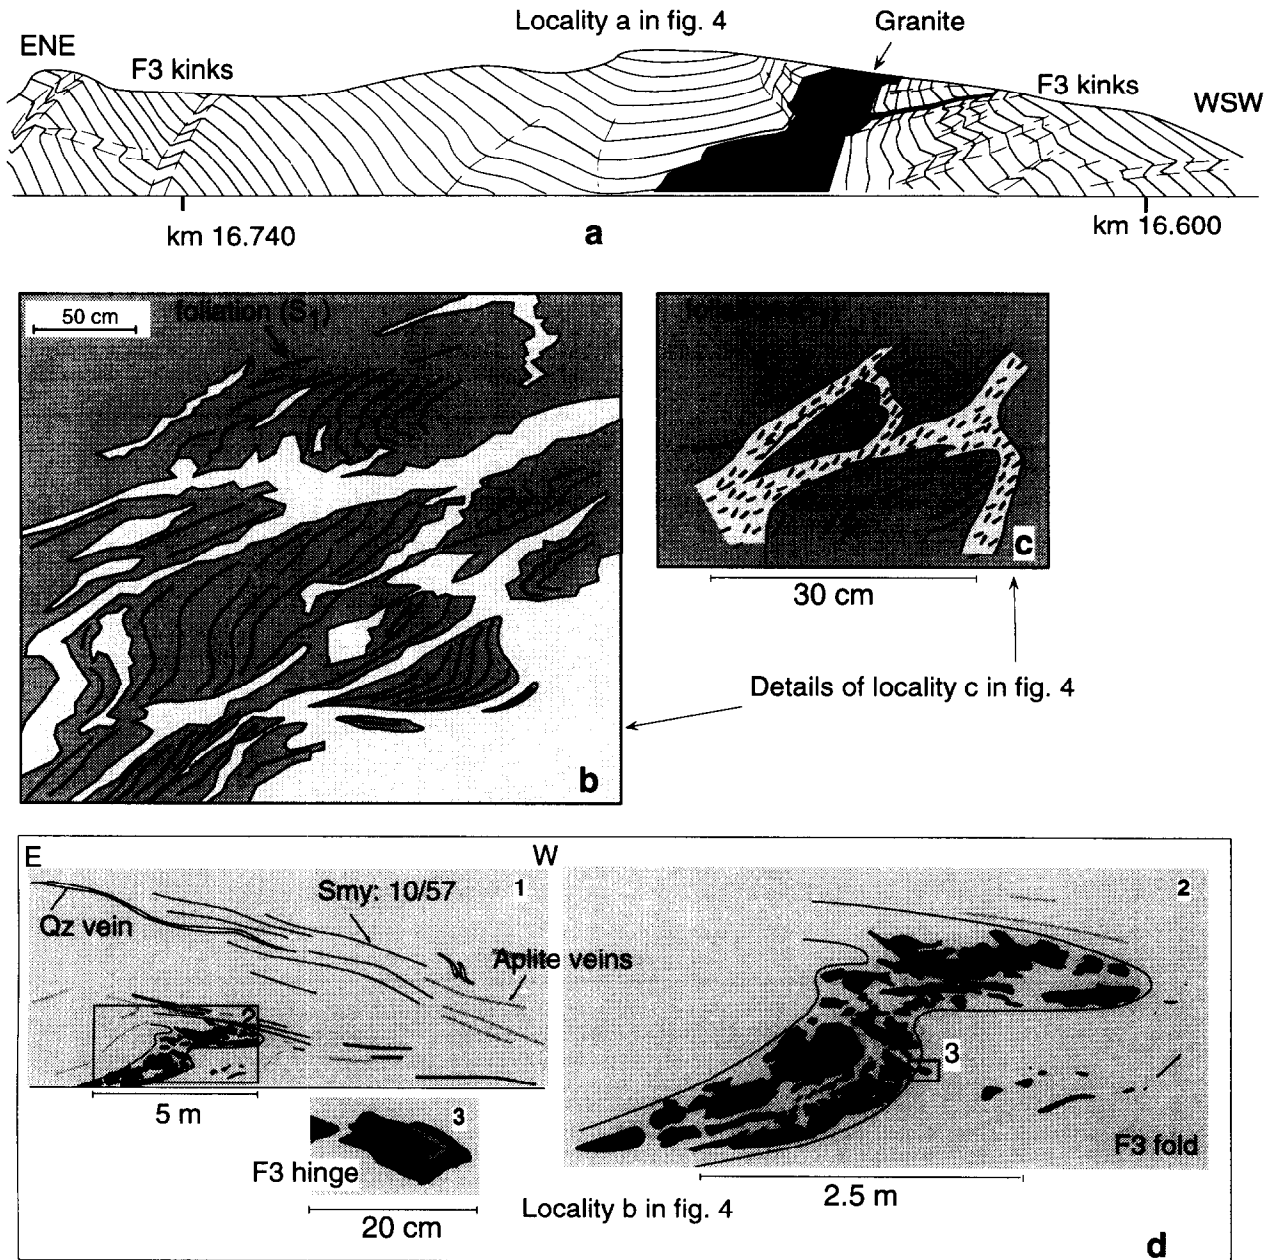 Locality a in fig. 4
Granite
ENE
F3 kinks
F3 kinks
WSW
km 16.740
a
km 16.600
50 cm
foliation (S1)
c
30 cm
Details of locality c in fig. 4
b
E
W
Smy: 10/57
1
2
Qz vein
Aplite veins
2
3
5 m
3
F3 hinge
F3 fold
20 cm
Locality b in fig. 4
2.5 m
d